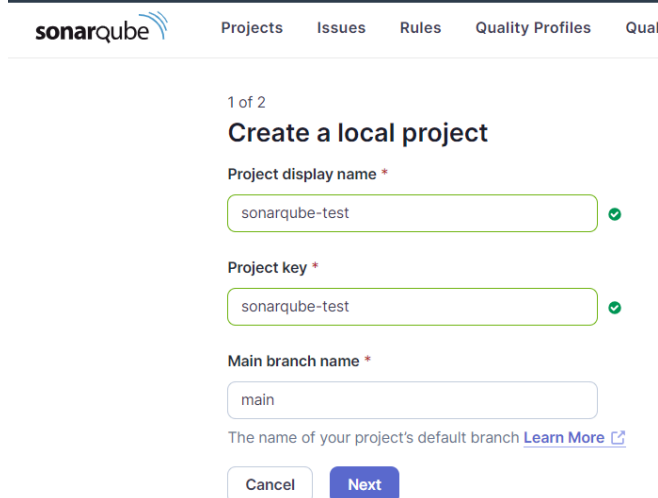 sonarqube Projects Issues Rules Quality Profiles
1 of 2
Create a local project
Project display name *
sonarqube-test
Project key *
sonarqube-test
Main branch name *
main
The name of your project's default branch Learn More
Cancel Next